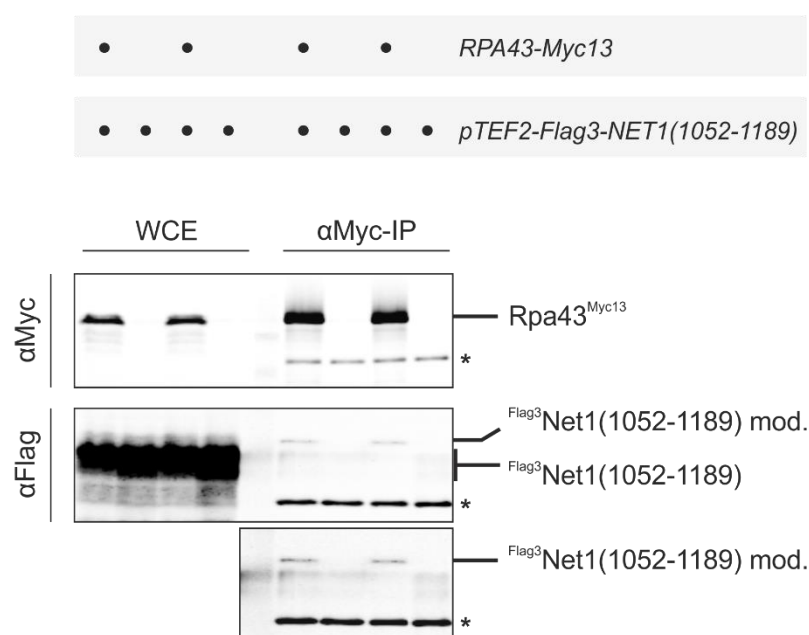 RPA43-Myc13
pTEF2-Flag3-NET1(1052-1189)
WCE αMyc-IP
αMyc
Rpa43Myc13
*
αFlag
Flag3Net1(1052-1189) mod.
Flag3Net1(1052-1189)
*
Flag3Net1(1052-1189) mod.
*